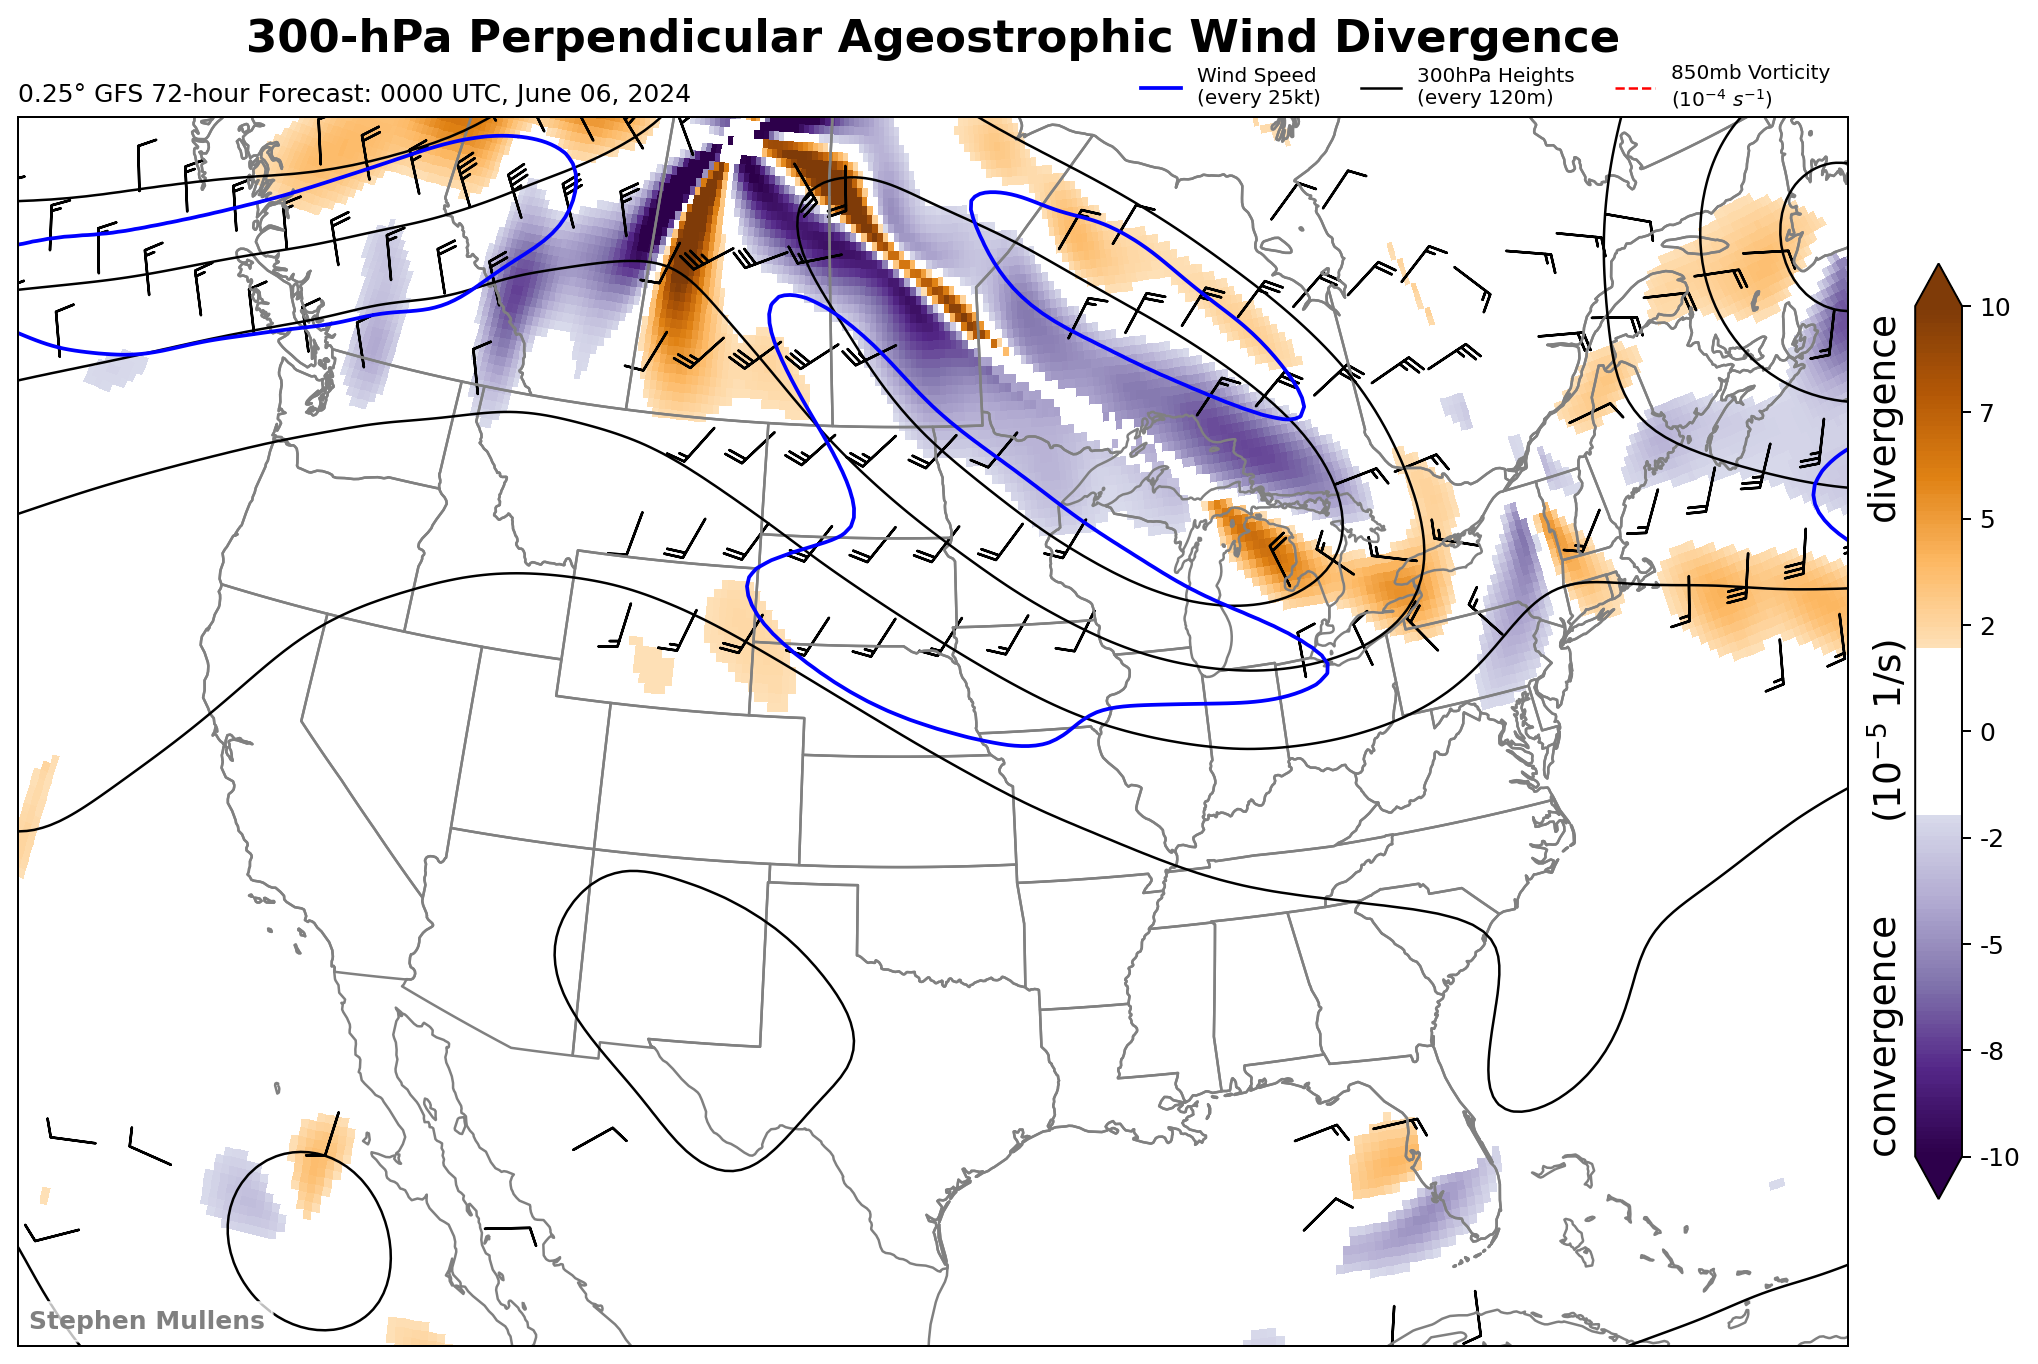 300-hPa Perpendicular Ageostrophic Wind Divergence
0.25° GFS 72-hour Forecast: 0000 UTC, June 06, 2024
Wind Speed
(every 25kt)
300hPa Heights
(every 120m)
850mb Vorticity
(10⁻⁴ s⁻¹)
10
7
5
2
0
-2
-5
-8
-10
convergence (10⁻⁵ 1/s) divergence
Stephen Mullens